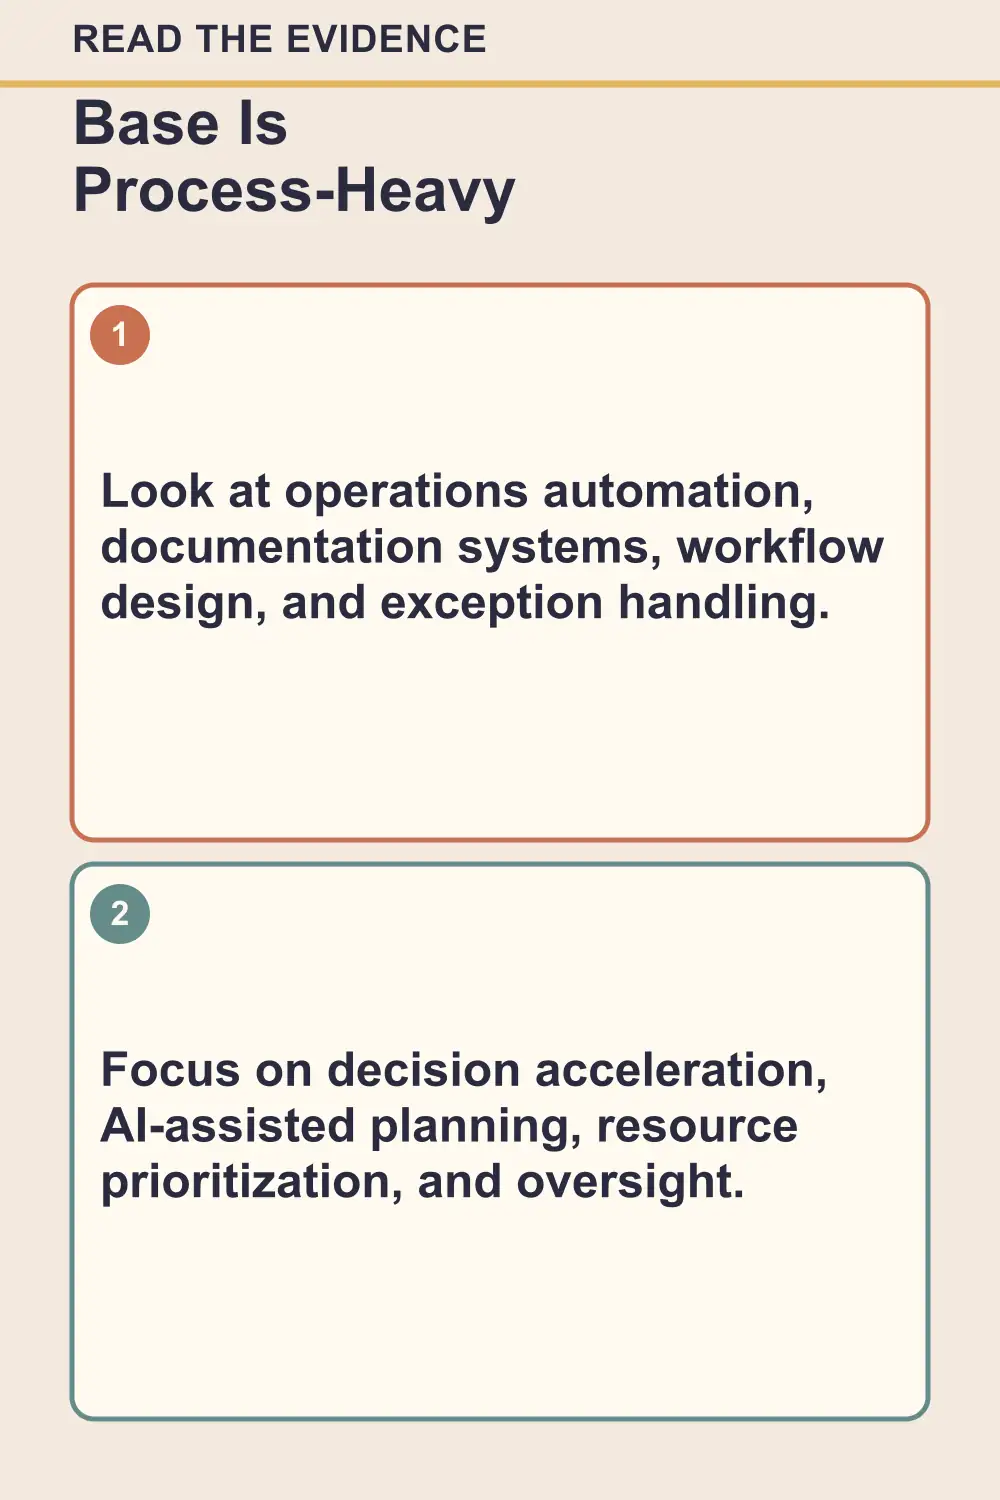 READ THE EVIDENCE
Base Is
Process-Heavy
1
Look at operations automation,
documentation systems, workflow
design, and exception handling.
2
Focus on decision acceleration,
AI-assisted planning, resource
prioritization, and oversight.